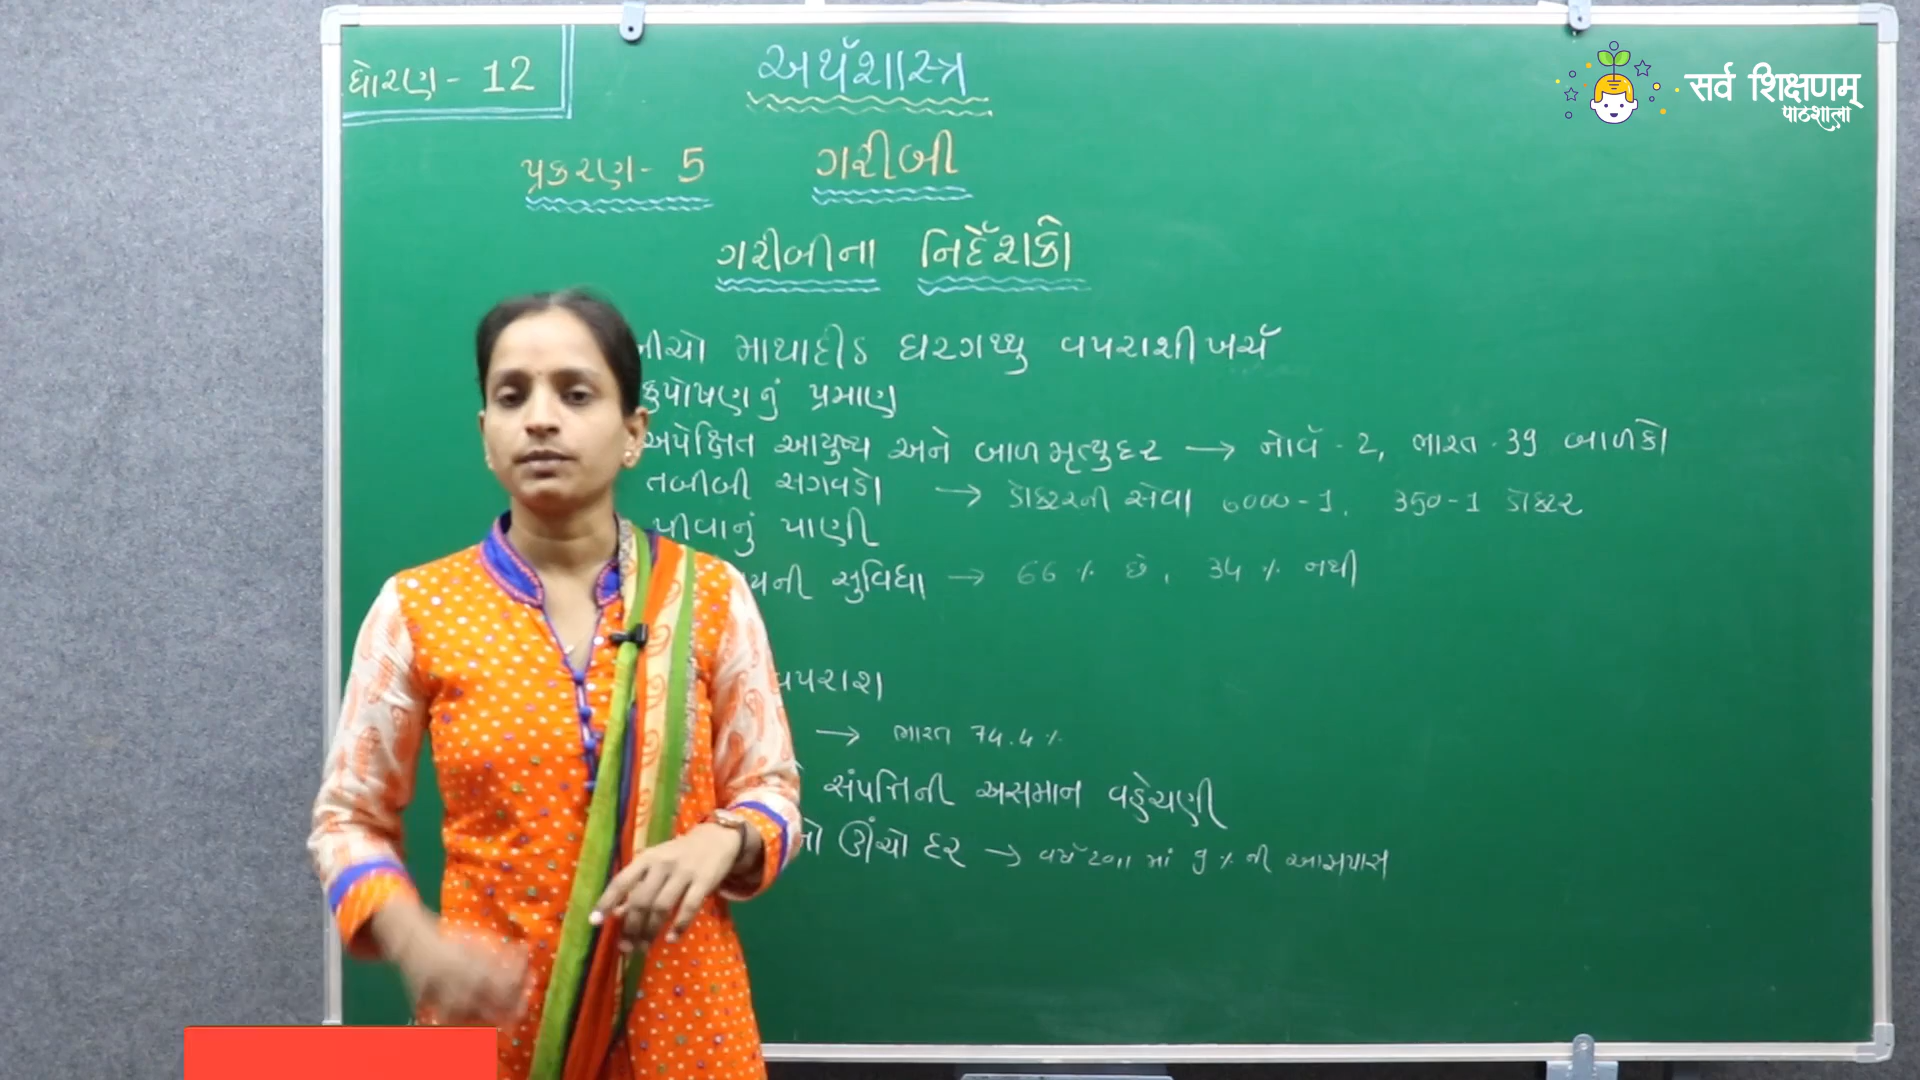 ધોરણ - 12
અર્થશાસ્ત્ર
सर्व शिक्षणम्
पाठशाला
પ્રકરણ - 5 ગરીબી
ગરીબીના નિર્દેશકો
નીચો માથાદીઠ ઘરગથ્થુ વપરાશી ખર્ચ
કુપોષણનું પ્રમાણ
અપેક્ષિત આયુષ્ય અને બાળમૃત્યુદર → નોર્વે - 2, ભારત - 39 બાળકો
તબીબી સગવડો → ડોક્ટરની સેવા 6000 - 1, 350 - 1 ડોક્ટર
પીવાનું પાણી
સુવિધા → 66 % છે, 34 % નથી
વપરાશ
→ ભારત 74.4 %
સંપત્તિની અસમાન વહેંચણી
ઊંચો દર → વર્ષ 2011 માં 9 % ની આસપાસ